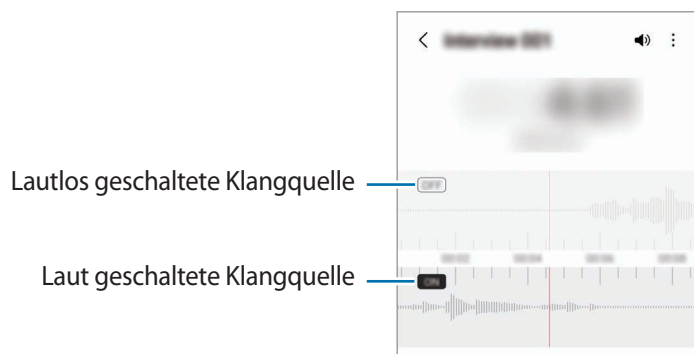 Interview 001
Lautlos geschaltete Klangquelle
OFF
00:02 00:04 00:06 00:08
Laut geschaltete Klangquelle
ON